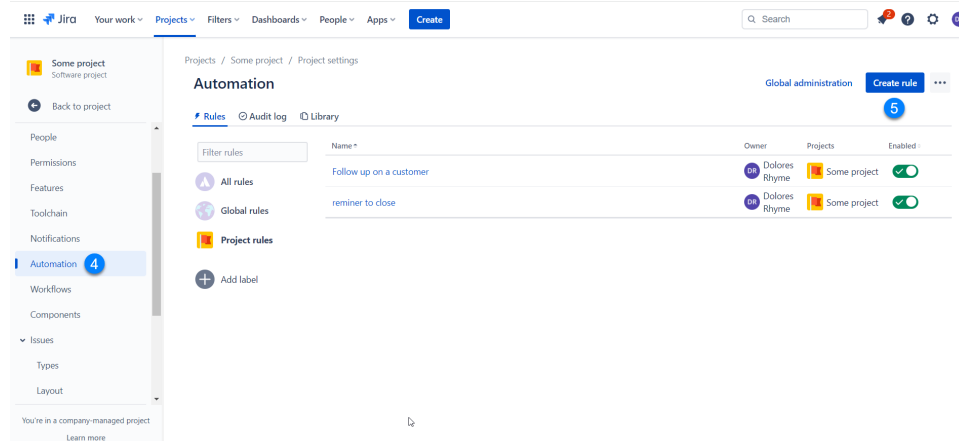 Jira Your work Projects Filters Dashboards People Apps Create Search 2
Some project
Software project
Back to project
People
Permissions
Features
Toolchain
Notifications
Automation 4
Workflows
Components
Issues
Types
Layout
You're in a company-managed project
Learn more
Projects / Some project / Project settings
Automation
Global administration Create rule
5
Rules Audit log Library
Filter rules
All rules
Global rules
Project rules
Add label
Name Owner Projects Enabled
Follow up on a customer DR Dolores Rhyme Some project
reminer to close DR Dolores Rhyme Some project